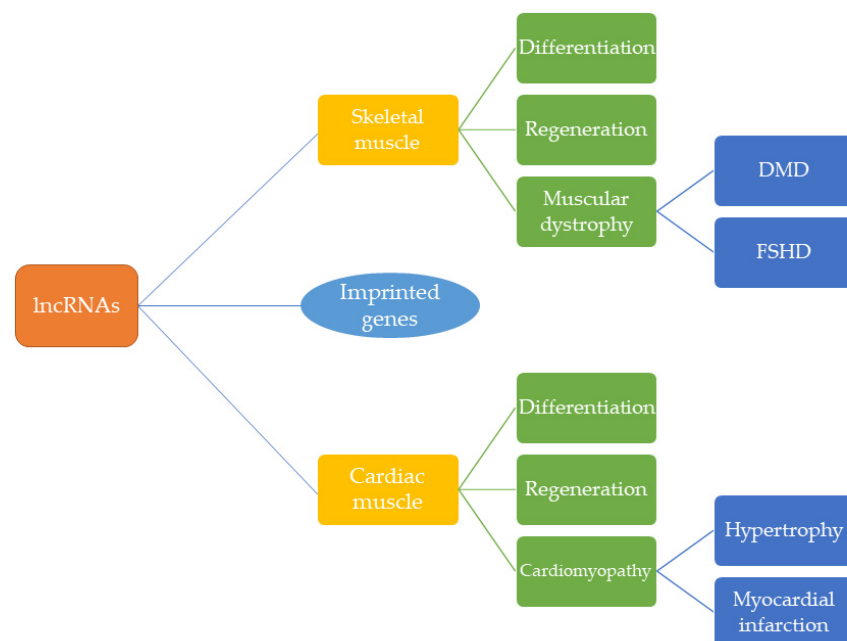 lncRNAs
Skeletal
muscle
Differentiation
Regeneration
Muscular
dystrophy
DMD
FSHD
Imprinted
genes
Cardiac
muscle
Differentiation
Regeneration
Cardiomyopathy
Hypertrophy
Myocardial
infarction